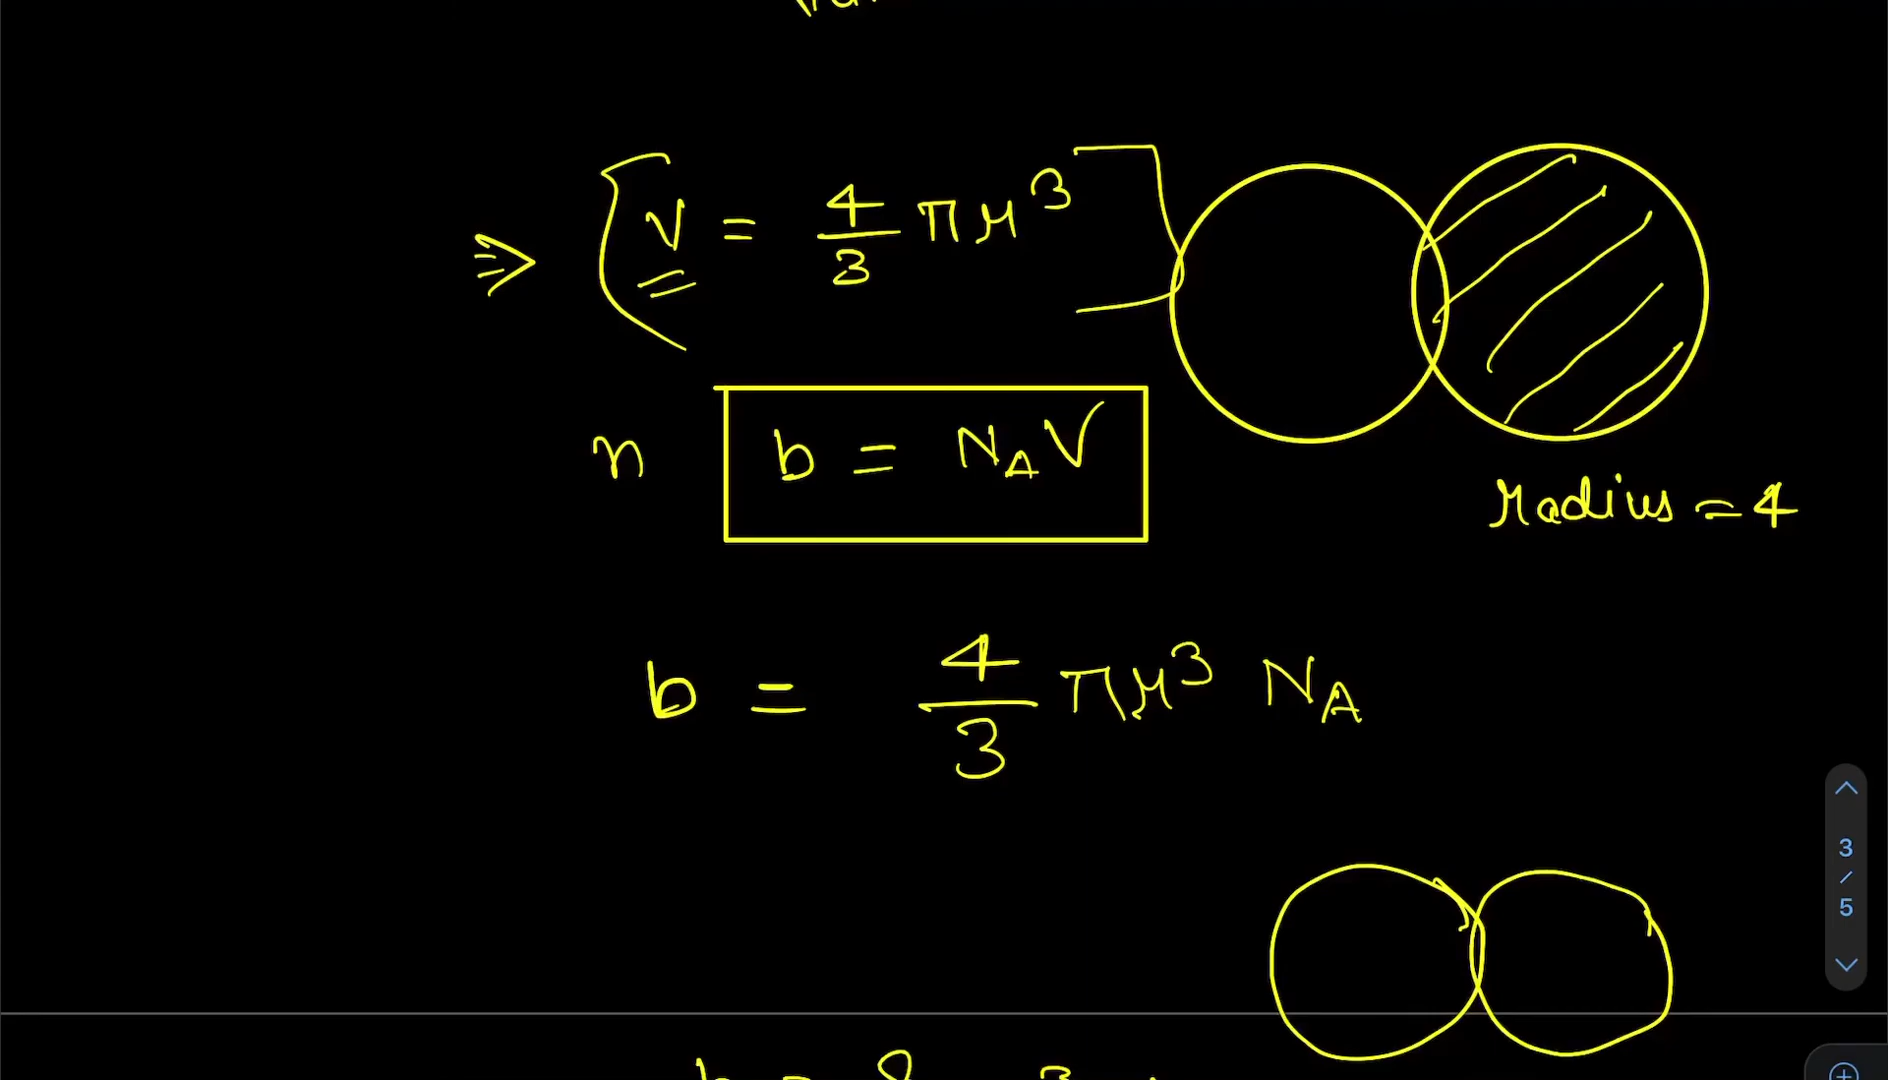 ⇒ [V = 4/3 πr³]
n b = N_A V
radius = 4
b = 4/3 πr³ N_A
3
/
5